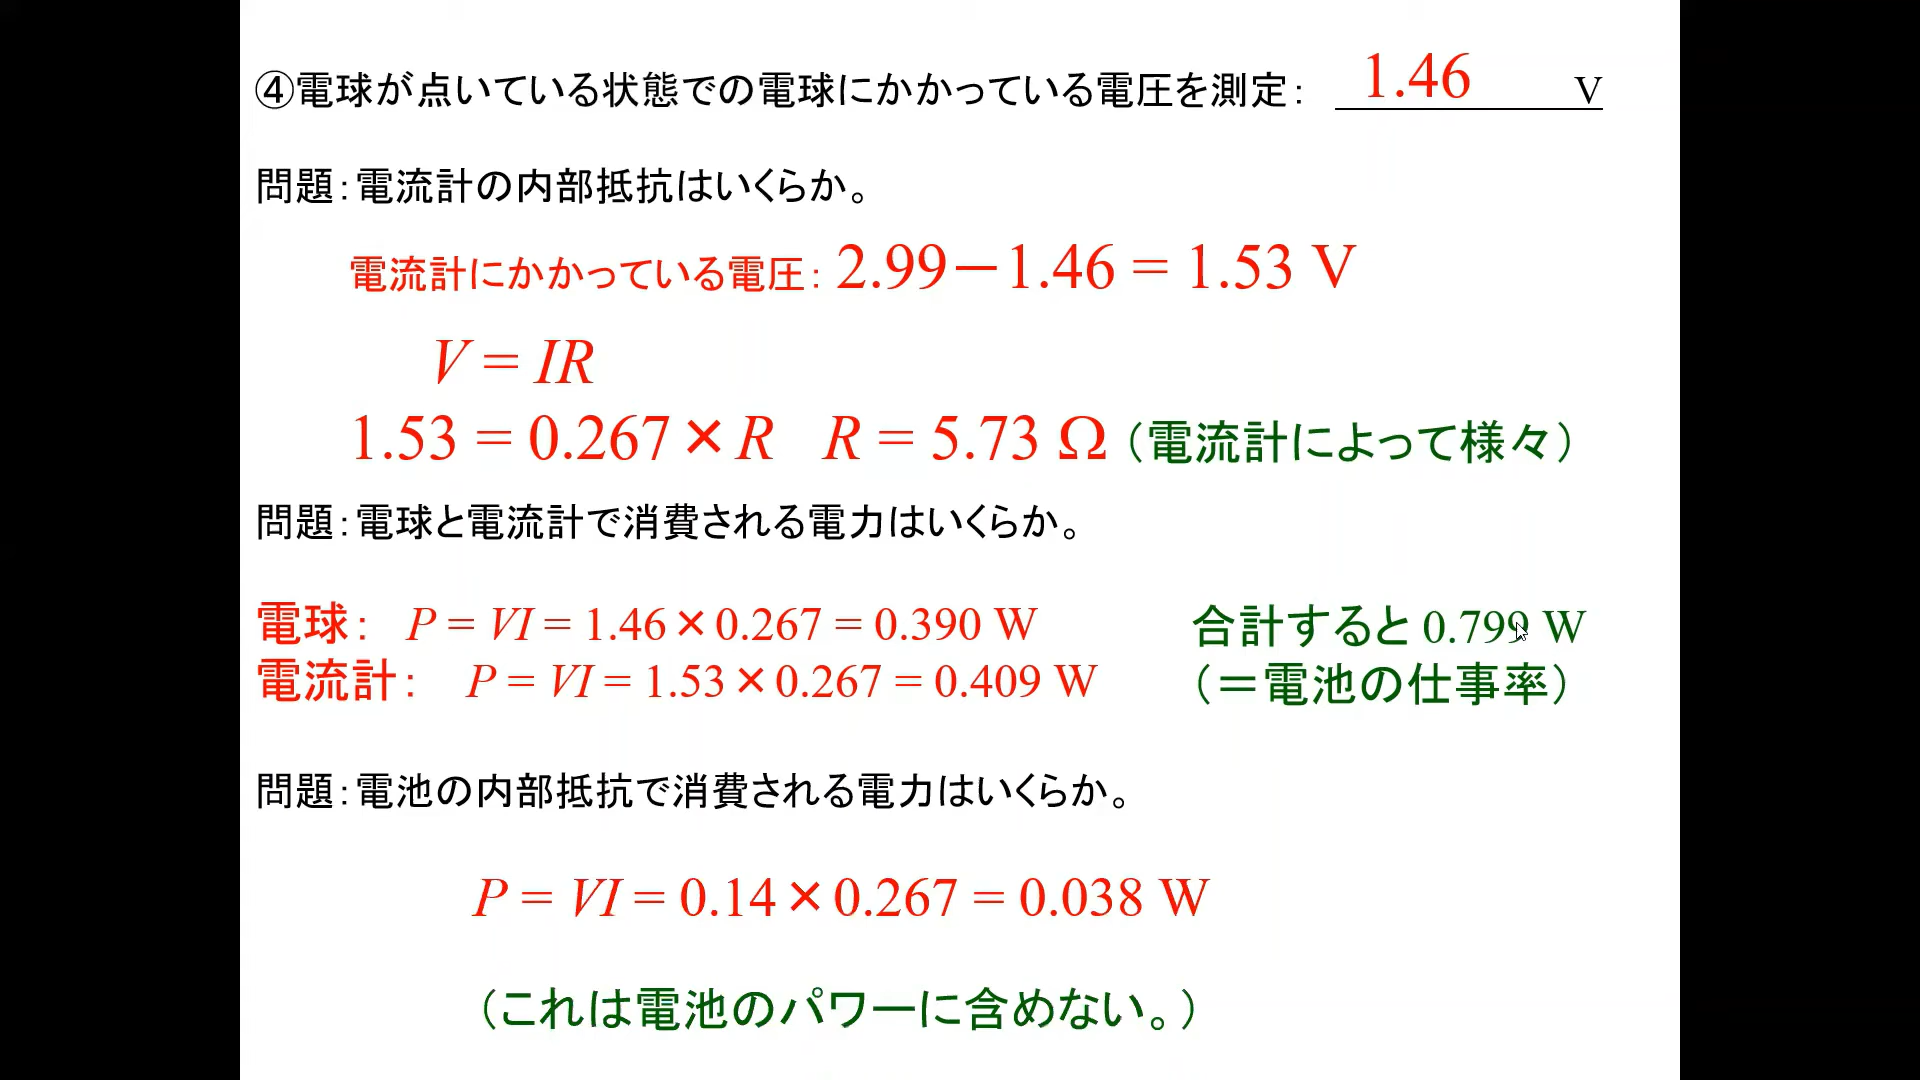 ④電球が点いている状態での電球にかかっている電圧を測定： 1.46 V
問題：電流計の内部抵抗はいくらか。
電流計にかかっている電圧：2.99－1.46 = 1.53 V
V = IR
1.53 = 0.267×R R = 5.73 Ω（電流計によって様々）
問題：電球と電流計で消費される電力はいくらか。
電球： P = VI = 1.46×0.267 = 0.390 W 合計すると 0.799 W
電流計： P = VI = 1.53×0.267 = 0.409 W （＝電池の仕事率）
問題：電池の内部抵抗で消費される電力はいくらか。
P = VI = 0.14×0.267 = 0.038 W
（これは電池のパワーに含めない。）